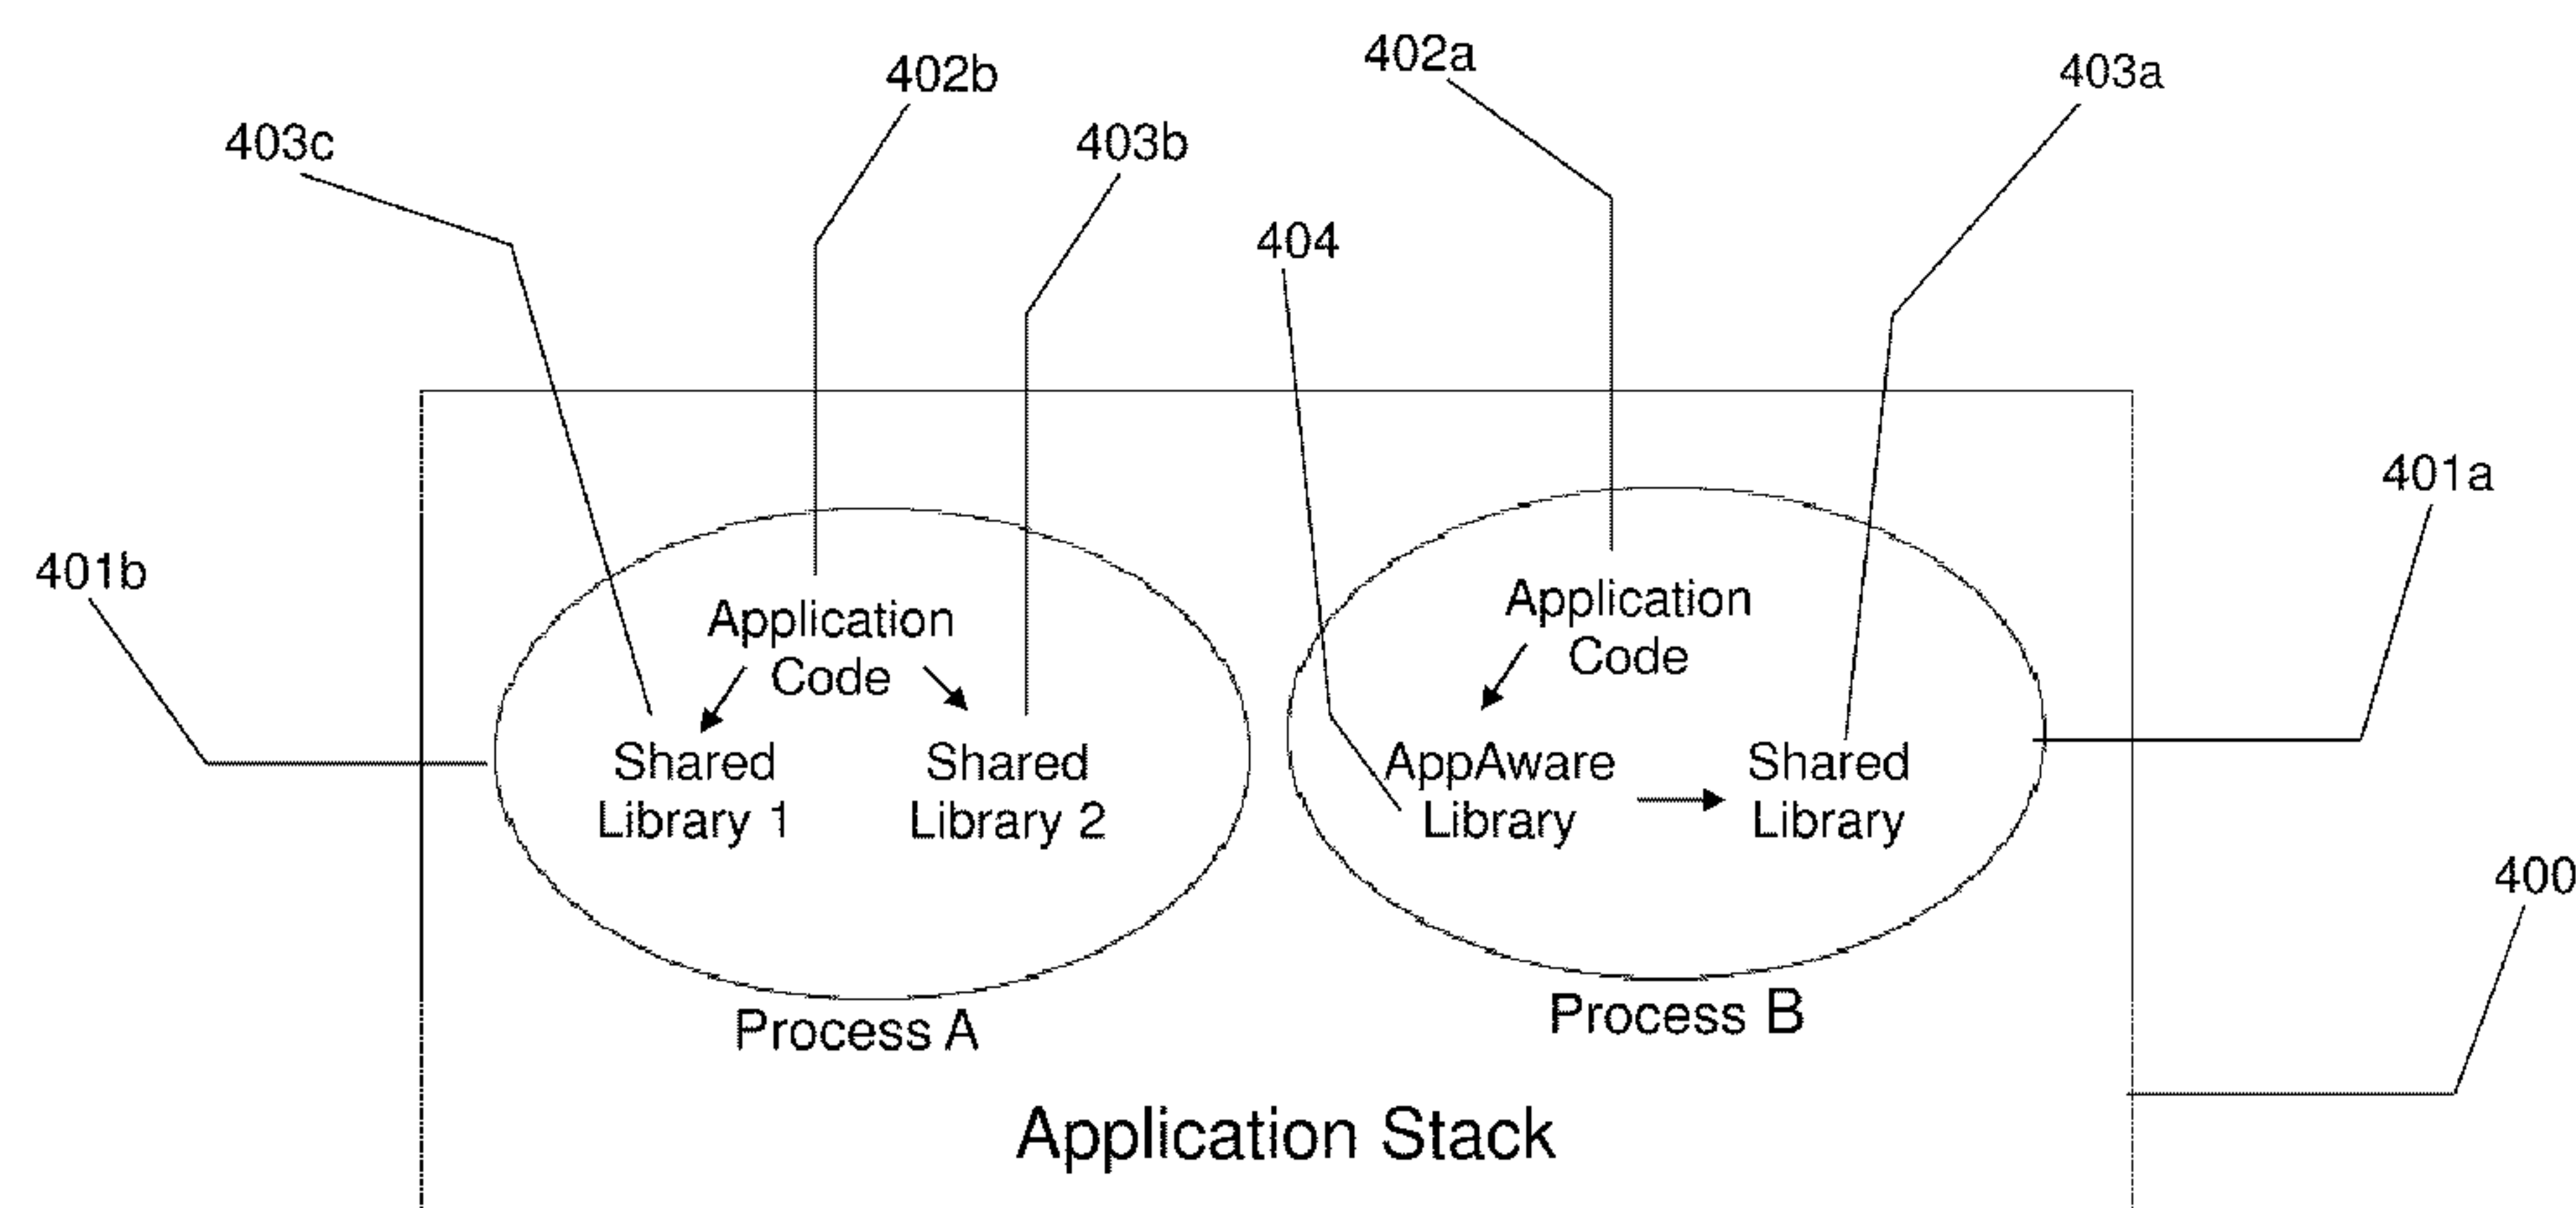 402a
402b
403a
403c
403b
404
401a
401b
Application
Code
Application
Code
Shared
Library 1
Shared
Library 2
AppAware
Library
Shared
Library
400
Process A
Process B
Application Stack